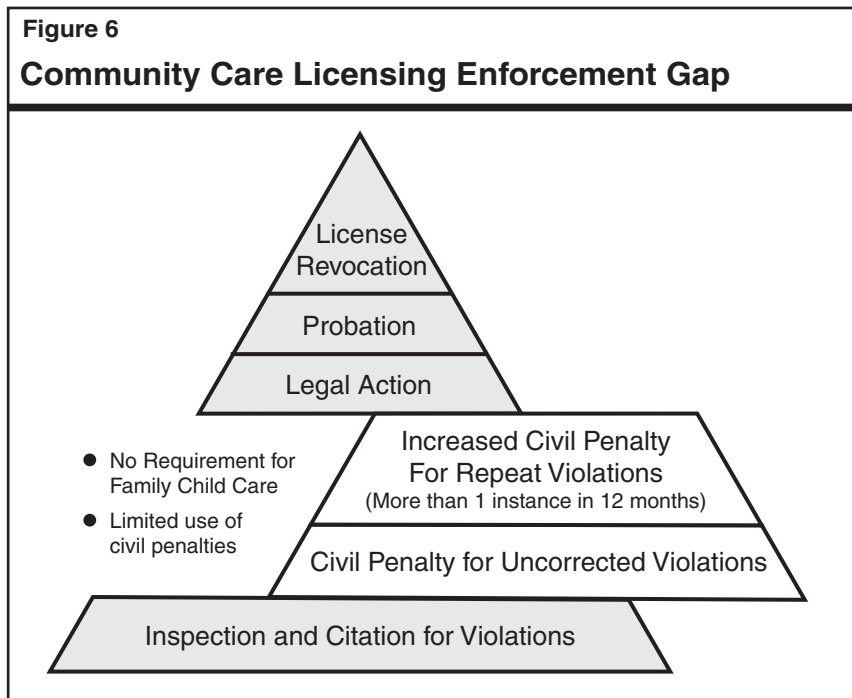 Figure 6
Community Care Licensing Enforcement Gap
License
Revocation
Probation
Legal Action
● No Requirement for
Family Child Care
● Limited use of
civil penalties
Increased Civil Penalty
For Repeat Violations
(More than 1 instance in 12 months)
Civil Penalty for Uncorrected Violations
Inspection and Citation for Violations